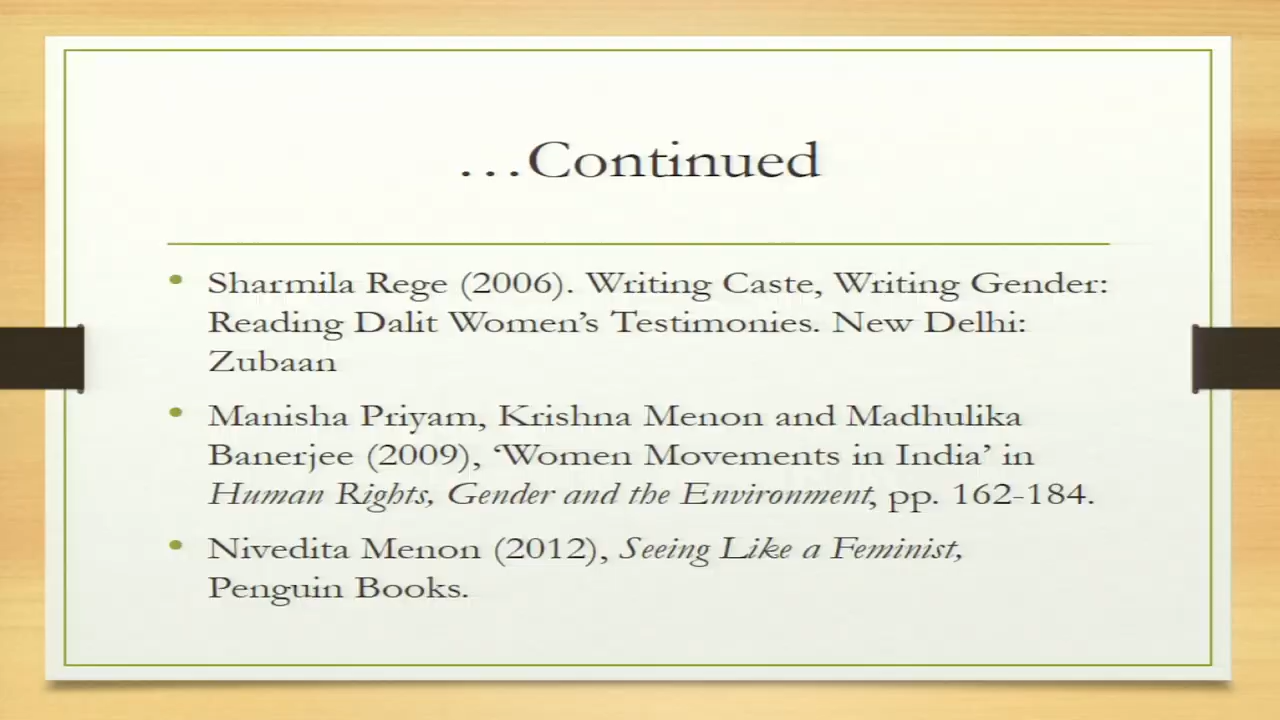 …Continued
• Sharmila Rege (2006). Writing Caste, Writing Gender:
Reading Dalit Women’s Testimonies. New Delhi:
Zubaan
• Manisha Priyam, Krishna Menon and Madhulika
Banerjee (2009), ‘Women Movements in India’ in
Human Rights, Gender and the Environment, pp. 162-184.
• Nivedita Menon (2012), Seeing Like a Feminist,
Penguin Books.